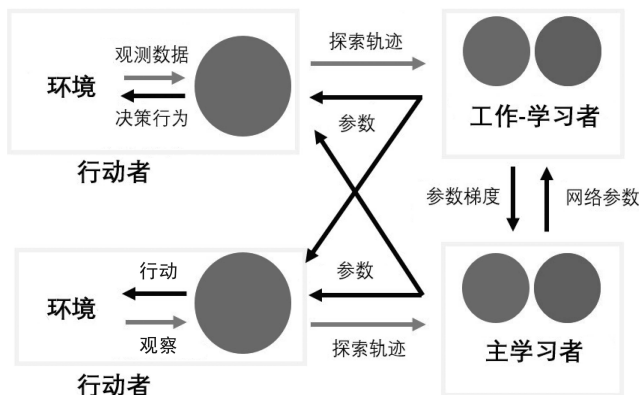 观测数据
环境
决策行为
行动者
探索轨迹
参数
工作-学习者
参数梯度
网络参数
行动
环境
观察
行动者
参数
探索轨迹
主学习者